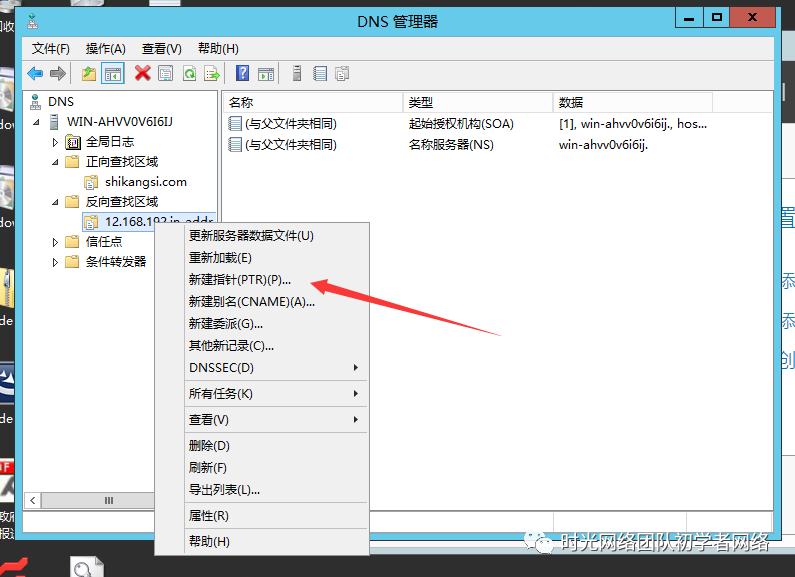 DNS 管理器
文件(F) 操作(A) 查看(V) 帮助(H)
DNS
WIN-AHVV0V6I6IJ
全局日志
正向查找区域
shikangsi.com
反向查找区域
12.168.192.in-addr
信任点
条件转发器
名称 类型 数据
(与父文件夹相同) 起始授权机构(SOA) [1], win-ahvv0v6i6ij., hos...
(与父文件夹相同) 名称服务器(NS) win-ahvv0v6i6ij.
更新服务器数据文件(U)
重新加载(E)
新建指针(PTR)(P)...
新建别名(CNAME)(A)...
新建委派(G)...
其他新记录(C)...
DNSSEC(D)
所有任务(K)
查看(V)
删除(D)
刷新(F)
导出列表(L)...
属性(R)
帮助(H)
时光网络团队初学者网络